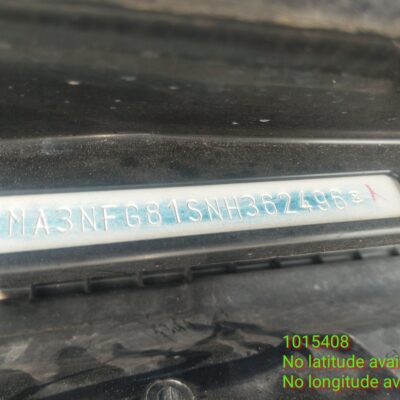 MA3NFG81SNH362496
1015408
No latitude avai
No longitude av